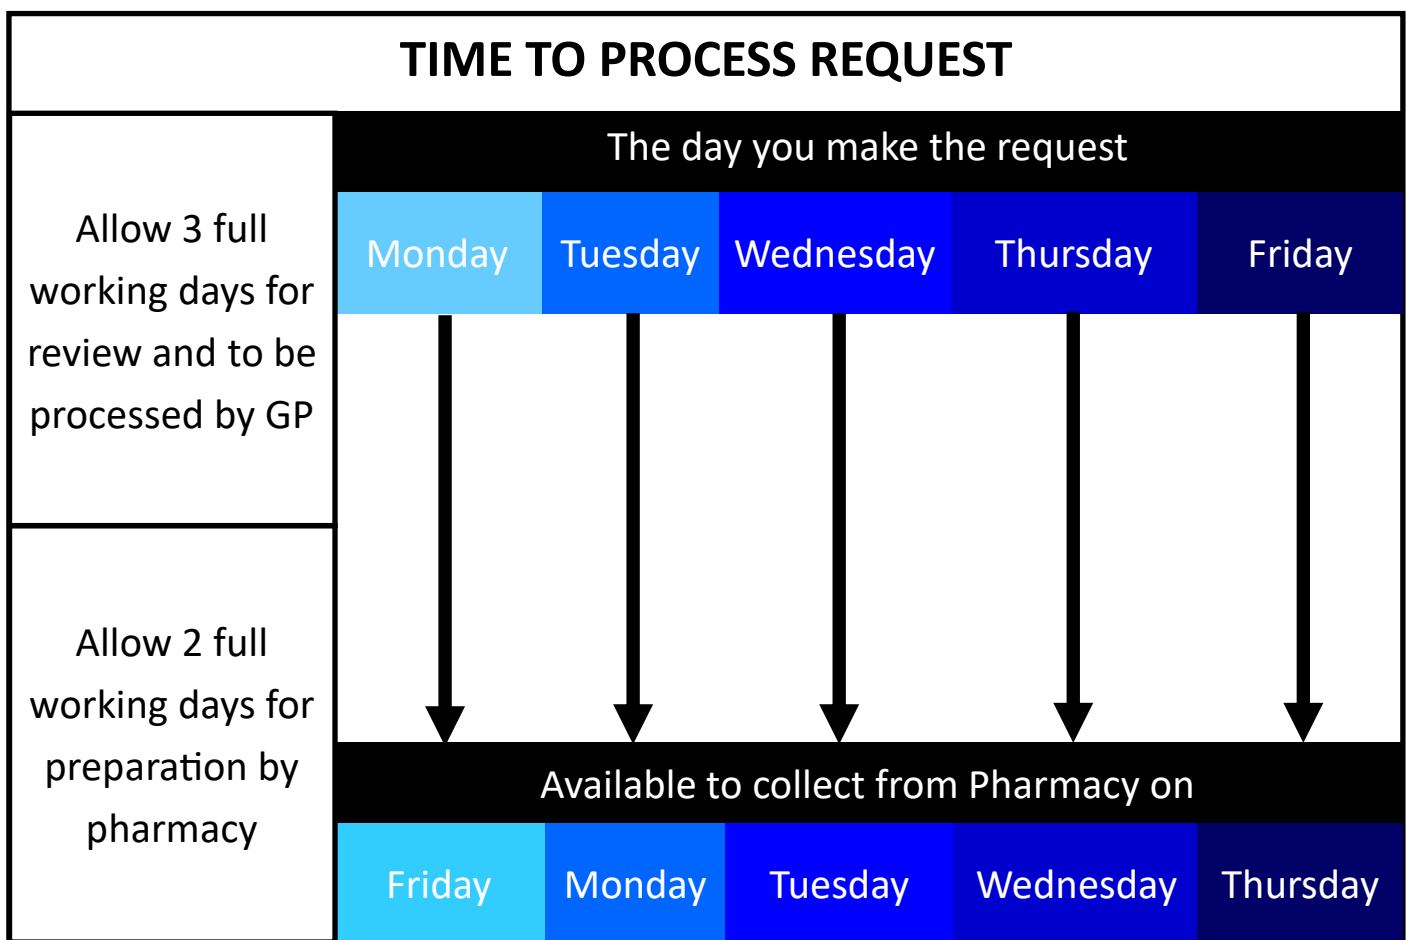 TIME TO PROCESS REQUEST
The day you make the request
Allow 3 full
working days for
review and to be
processed by GP
Monday Tuesday Wednesday Thursday Friday
Allow 2 full
working days for
preparation by
pharmacy
Available to collect from Pharmacy on
Friday Monday Tuesday Wednesday Thursday